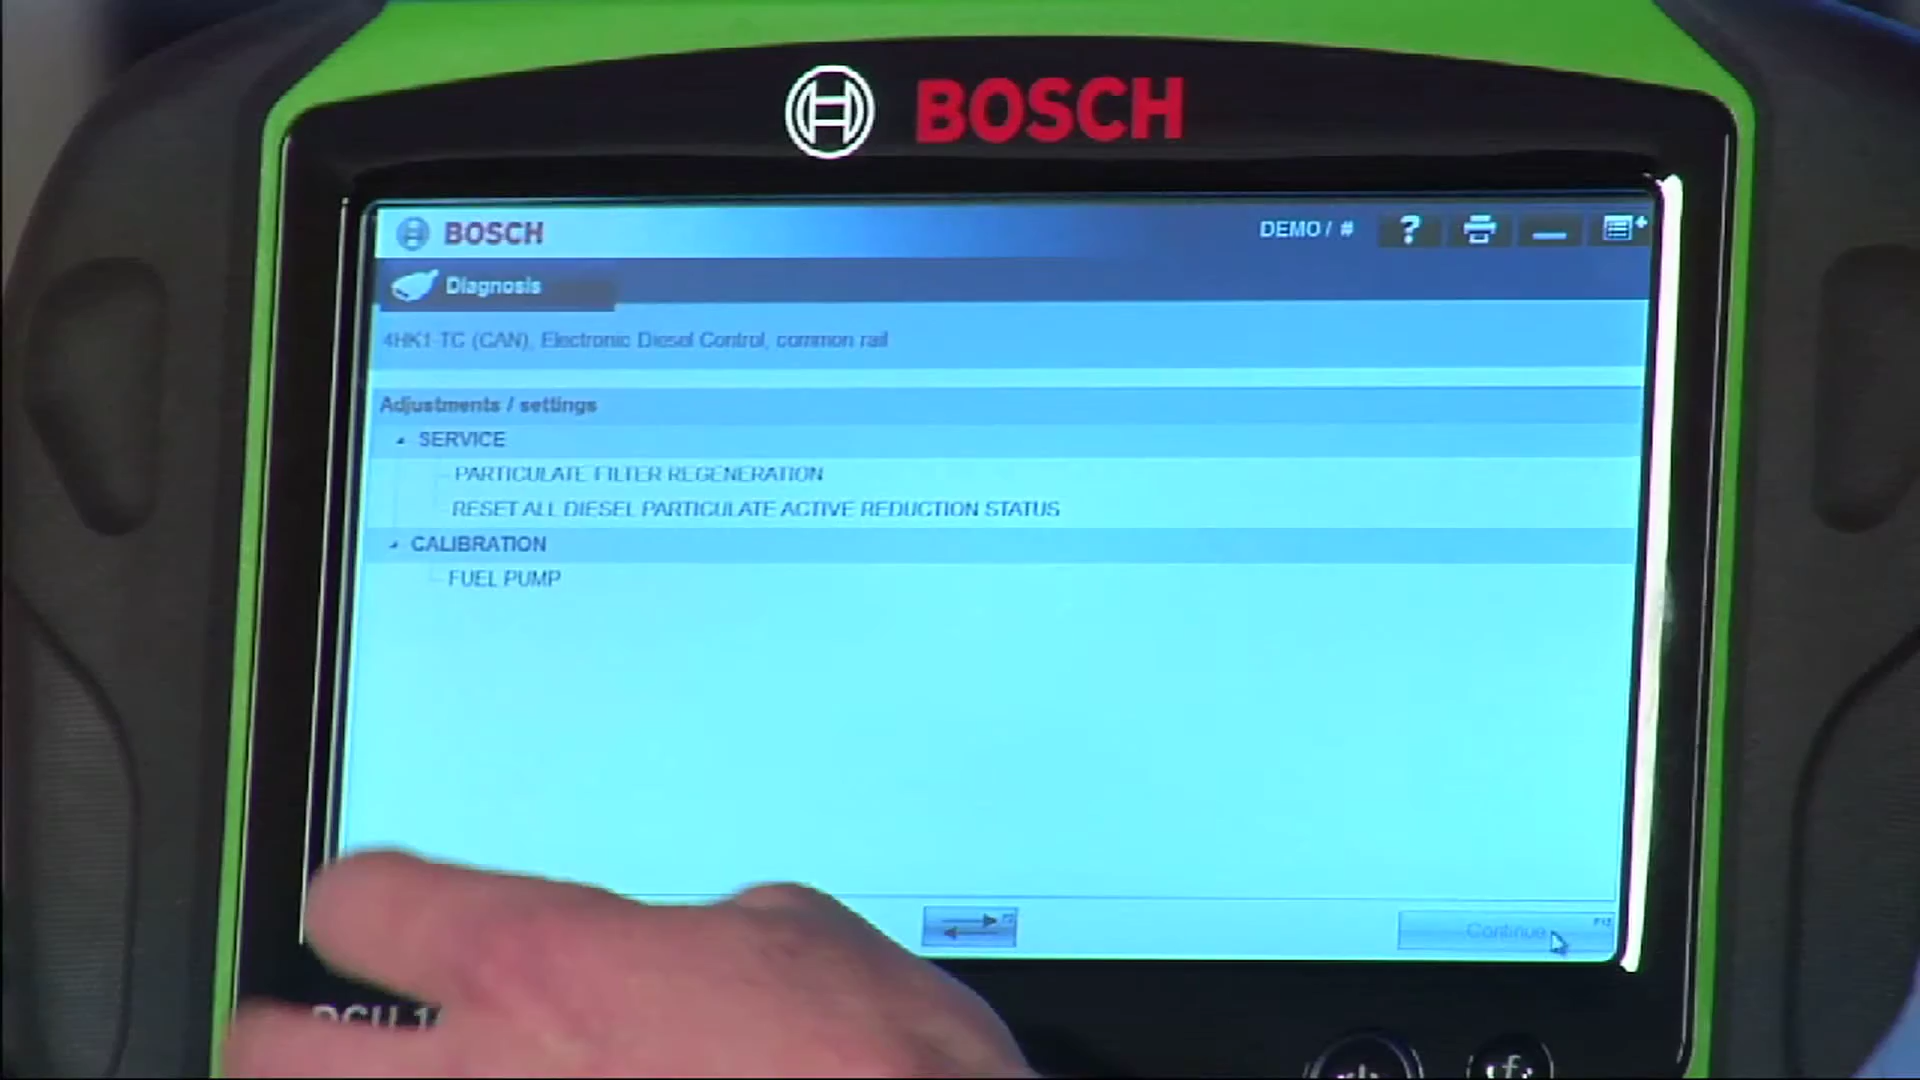 BOSCH
BOSCH
DEMO / #
?
Diagnosis
4HK1-TC (CAN), Electronic Diesel Control, common rail
Adjustments / settings
SERVICE
PARTICULATE FILTER REGENERATION
RESET ALL DIESEL PARTICULATE ACTIVE REDUCTION STATUS
CALIBRATION
FUEL PUMP
Continue
F12